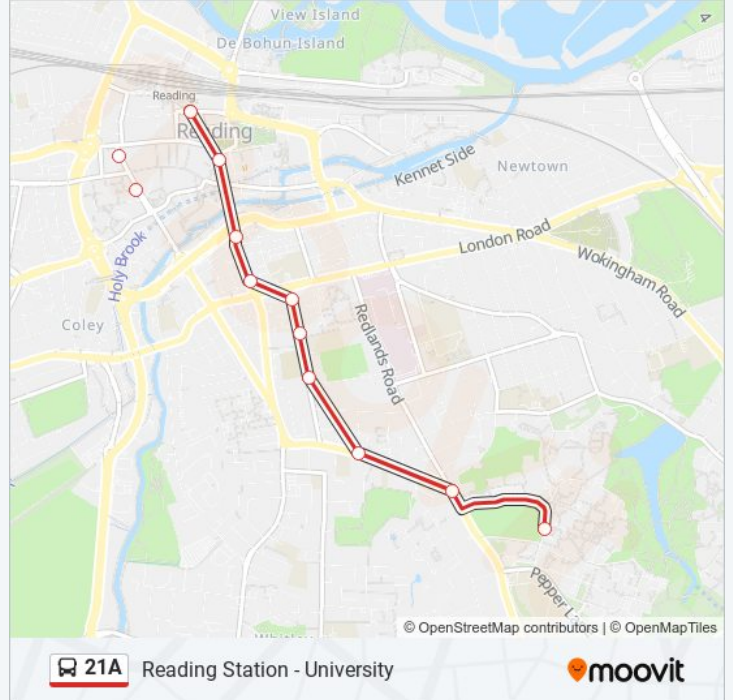 View Island
De Bohun Island
4
Reading
Reading
Kennet Side
Newtown
London Road
Wokingham Road
Holy Brook
Coley
Redlands Road
Pepper
© OpenStreetMap contributors | © OpenMapTiles
21A Reading Station - University
moovit